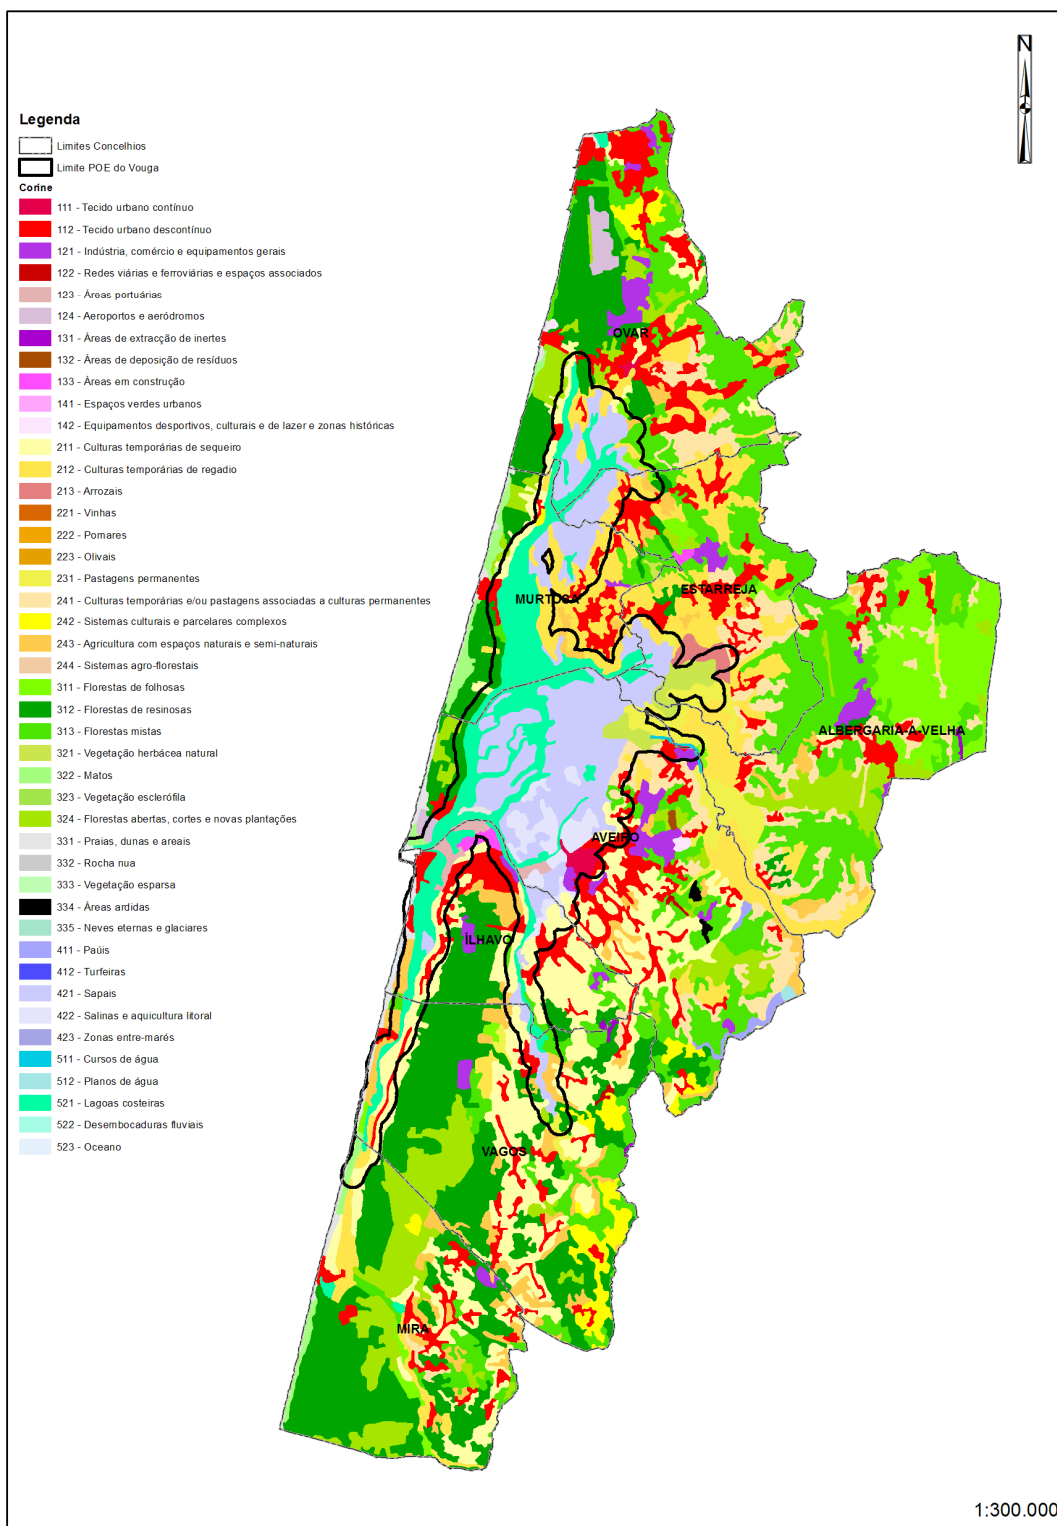 N
Legenda
Limites Concelhios
Limite POE do Vouga
Corine
111 - Tecido urbano contínuo
112 - Tecido urbano descontínuo
121 - Indústria, comércio e equipamentos gerais
122 - Redes viárias e ferroviárias e espaços associados
123 - Áreas portuárias
124 - Aeroportos e aeródromos
131 - Áreas de extracção de inertes
132 - Áreas de deposição de resíduos
133 - Áreas em construção
141 - Espaços verdes urbanos
142 - Equipamentos desportivos, culturais e de lazer e zonas históricas
211 - Culturas temporárias de sequeiro
212 - Culturas temporárias de regadio
213 - Arrozais
221 - Vinhas
222 - Pomares
223 - Olivais
231 - Pastagens permanentes
241 - Culturas temporárias e/ou pastagens associadas a culturas permanentes
242 - Sistemas culturais e parcelares complexos
243 - Agricultura com espaços naturais e semi-naturais
244 - Sistemas agro-florestais
311 - Florestas de folhosas
312 - Florestas de resinosas
313 - Florestas mistas
321 - Vegetação herbácea natural
322 - Matos
323 - Vegetação esclerófila
324 - Florestas abertas, cortes e novas plantações
331 - Praias, dunas e areais
332 - Rocha nua
333 - Vegetação esparsa
334 - Áreas ardidas
335 - Neves eternas e glaciares
411 - Paúis
412 - Turfeiras
421 - Sapais
422 - Salinas e aquicultura litoral
423 - Zonas entre-marés
511 - Cursos de água
512 - Planos de água
521 - Lagoas costeiras
522 - Desembocaduras fluviais
523 - Oceano
OVAR
MURTOSA
ESTARREJA
ALBERGARIA-A-VELHA
AVEIRO
ÍLHAVO
VAGOS
MIRA
1:300.000